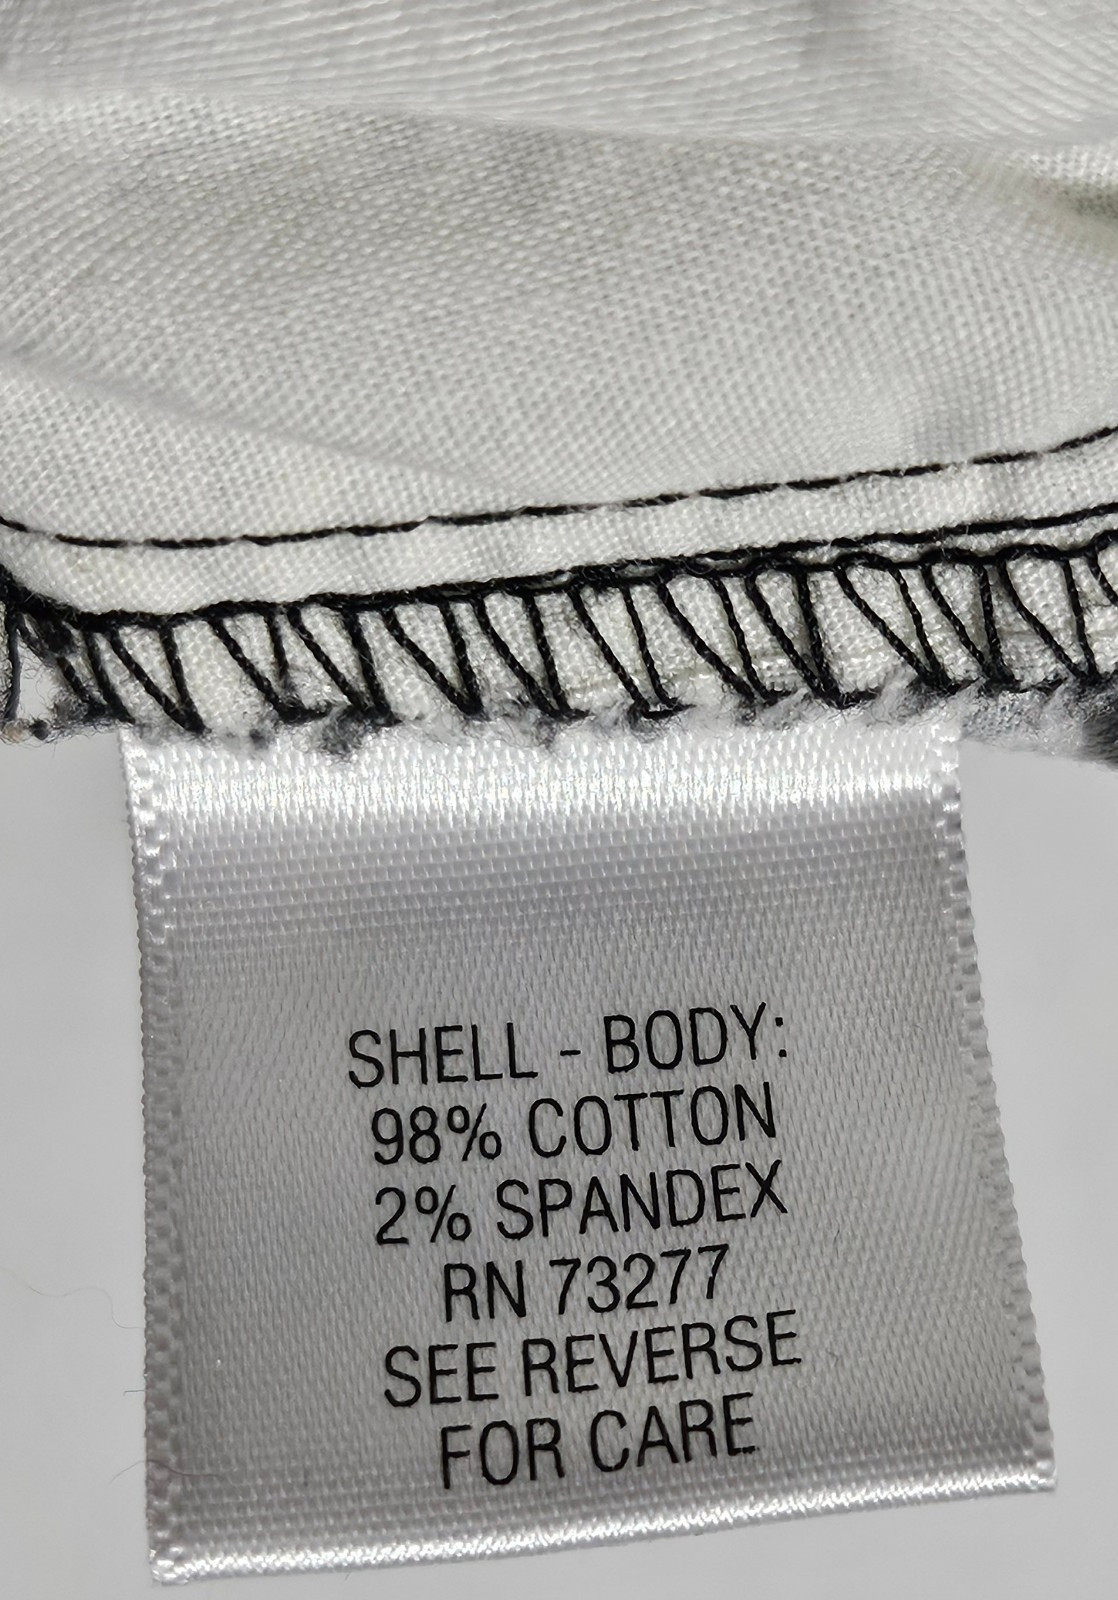 SHELL - BODY:
98% COTTON
2% SPANDEX
RN 73277
SEE REVERSE
FOR CARE